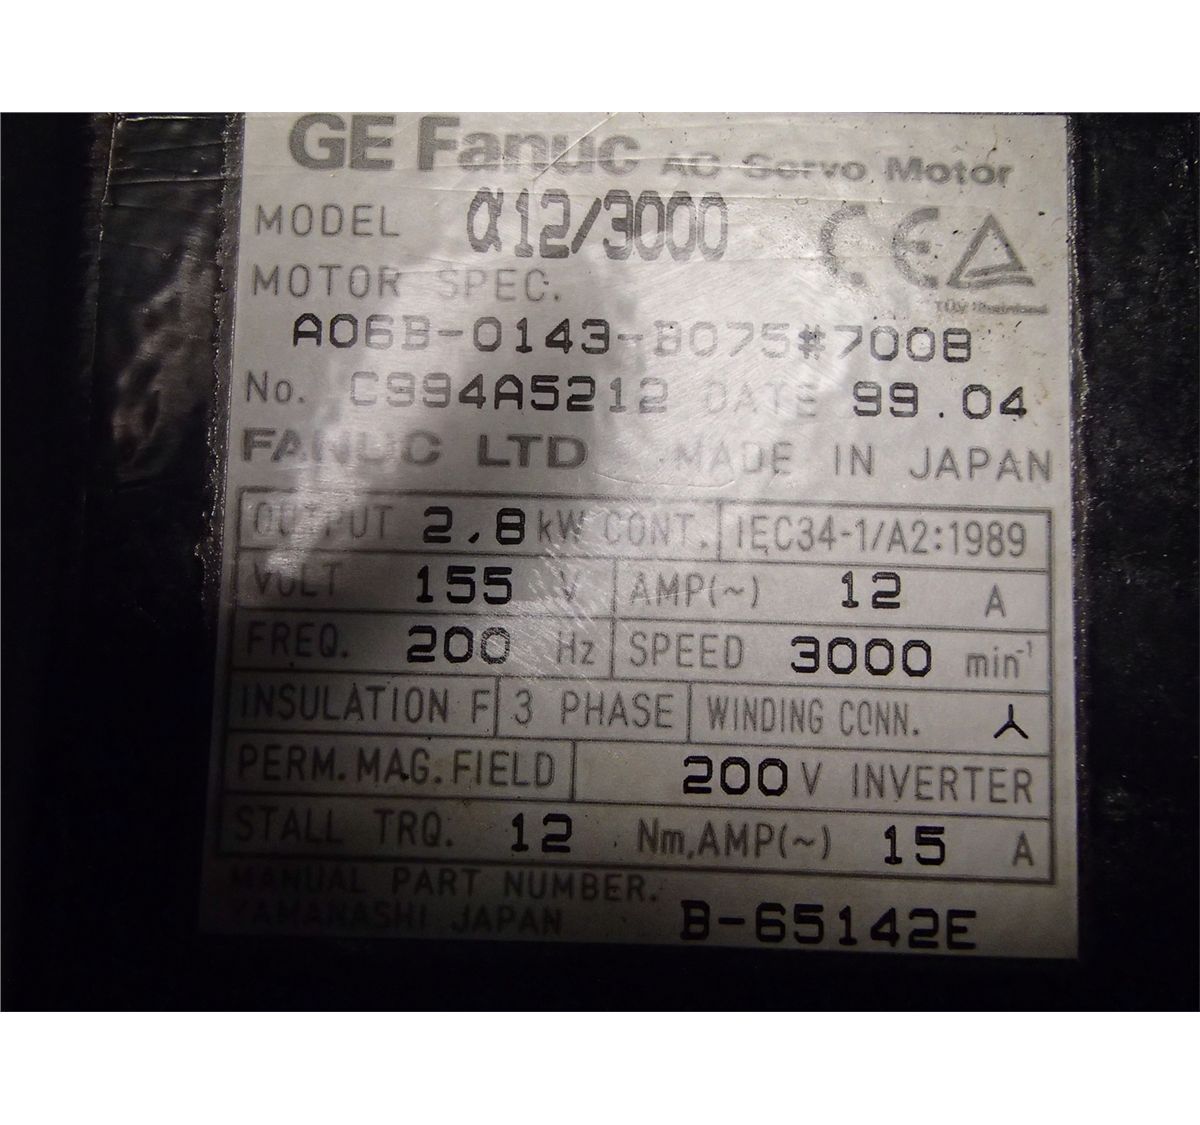 GE Fanuc AC Servo Motor
MODEL α12/3000
CE
TÜV Rheinland
MOTOR SPEC.
A06B-0143-B075#7008
No. C994A5212 DATE 99.04
FANUC LTD MADE IN JAPAN
OUTPUT 2.8 kW CONT. IEC34-1/A2:1989
VOLT 155 V AMP(~) 12 A
FREQ. 200 Hz SPEED 3000 min⁻¹
INSULATION F 3 PHASE WINDING CONN.
PERM.MAG.FIELD 200 V INVERTER
STALL TRQ. 12 Nm,AMP(~) 15 A
MANUAL PART NUMBER.
YAMANASHI JAPAN B-65142E